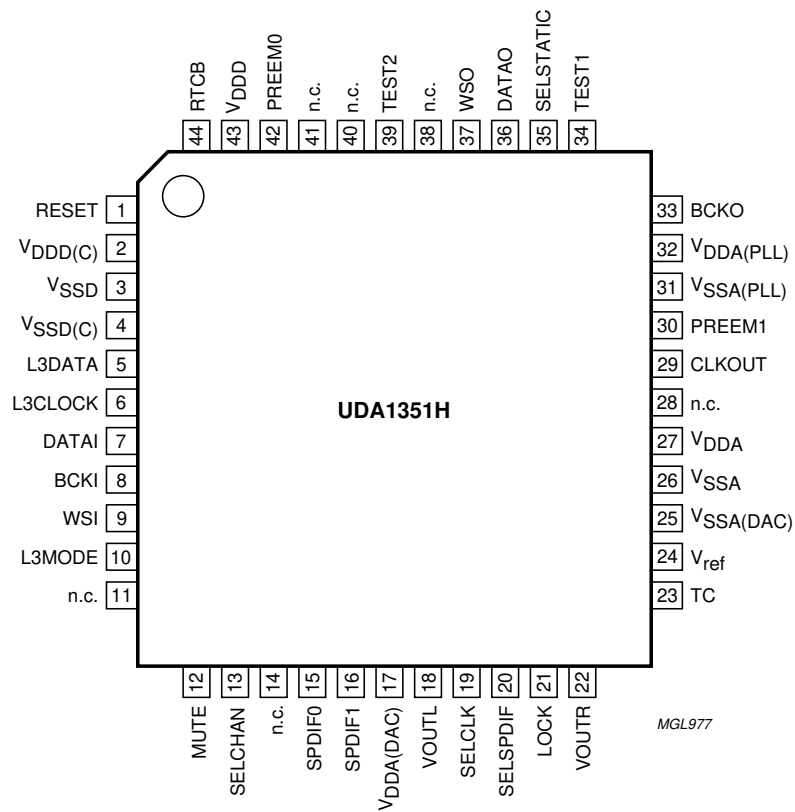 RTCB
VDDD
PREEM0
n.c.
n.c.
TEST2
n.c.
WSO
DATAO
SELSTATIC
TEST1
44
43
42
41
40
39
38
37
36
35
34
RESET 1
VDDD(C) 2
VSSD 3
VSSD(C) 4
L3DATA 5
L3CLOCK 6
DATAI 7
BCKI 8
WSI 9
L3MODE 10
n.c. 11
UDA1351H
33 BCKO
32 VDDA(PLL)
31 VSSA(PLL)
30 PREEM1
29 CLKOUT
28 n.c.
27 VDDA
26 VSSA
25 VSSA(DAC)
24 Vref
23 TC
12
13
14
15
16
17
18
19
20
21
22
MUTE
SELCHAN
n.c.
SPDIF0
SPDIF1
VDDA(DAC)
VOUTL
SELCLK
SELSPDIF
LOCK
VOUTR
MGL977